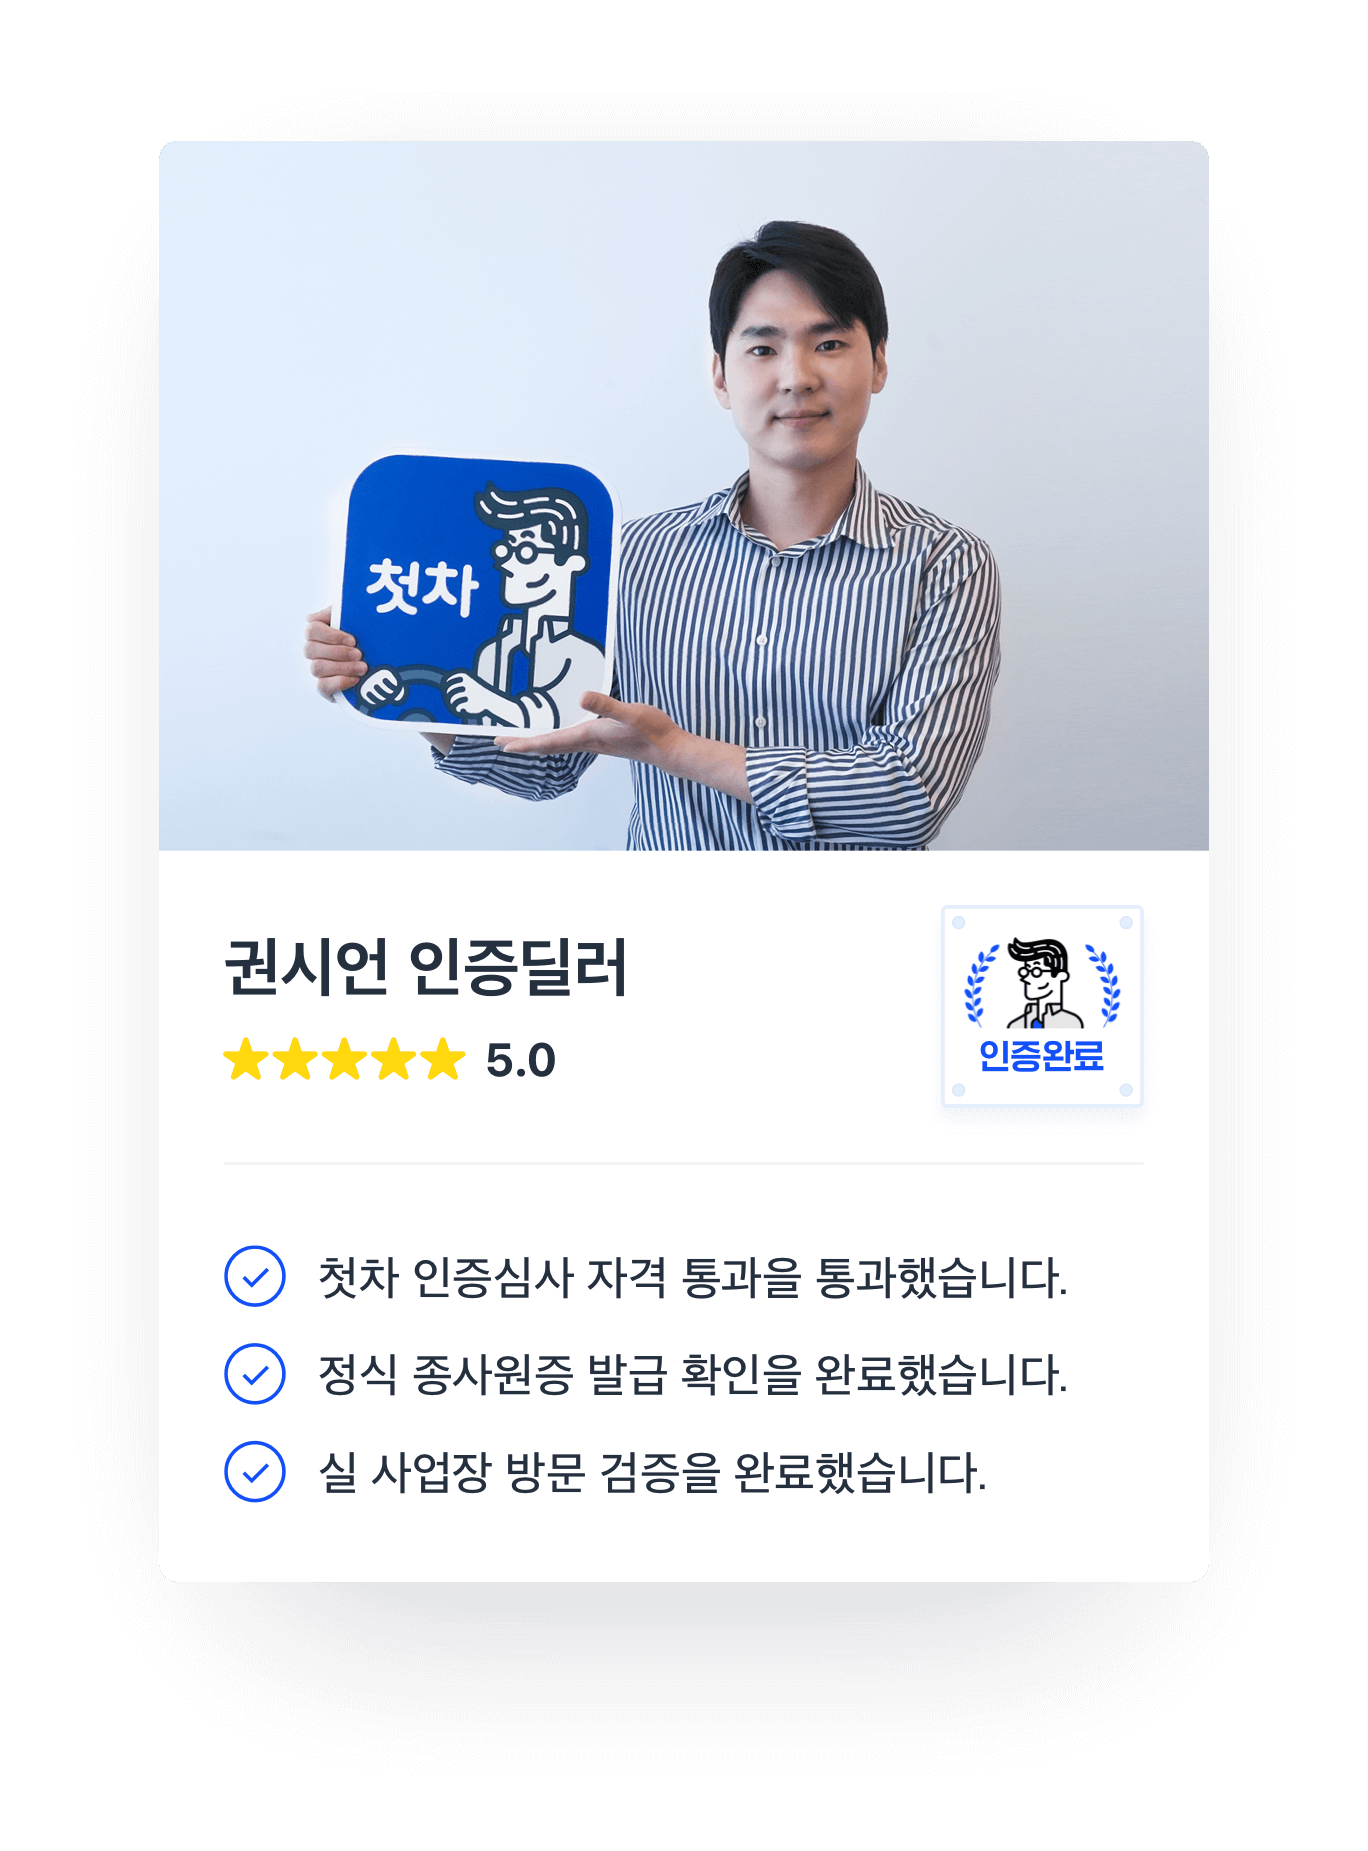 첫차
권시언 인증딜러
5.0
인증완료
첫차 인증심사 자격 통과을 통과했습니다.
정식 종사원증 발급 확인을 완료했습니다.
실 사업장 방문 검증을 완료했습니다.